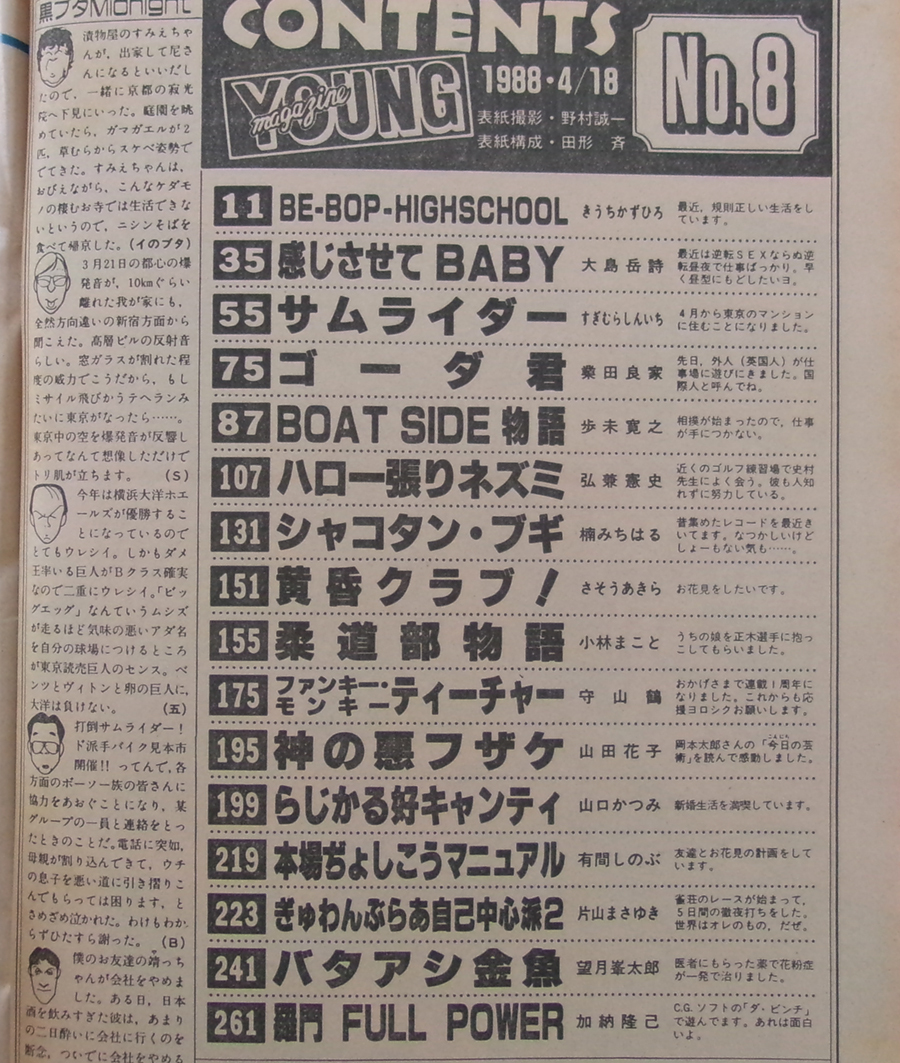 黒ブタMidnight
漬物屋のすみえちゃ
んが、出家して尼さ
んになるといいだし
たので、一緒に京都の寂光
院へ下見にいった。庭園を眺
めていたら、ガマガエルが2
匹、草むらからスケベ姿勢で
でてきた。すみえちゃんは、
おびえながら、こんなケダモ
ノの棲むお寺では生活できな
いというので、ニシンそばを
食べて帰京した。(イのブタ)
3月21日の都心の爆
発音が、10kmぐらい
離れた我が家にも、
全然方向違いの新宿方面から
聞こえた。高層ビルの反射音
らしい。窓ガラスが割れた程
度の威力でこうだから、もし
ミサイル飛びかうテヘランみ
たいに東京がなったら……。
東京中の空を爆発音が反響し
あってなんて想像しただけで
トリ肌が立ちます。(S)
今年は横浜大洋ホエ
ールズが優勝するこ
とになっているので
とてもウレシイ。しかもダメ
王率いる巨人がBクラス確実
なので二重にウレシイ。「ビッ
グエッグ」なんていうムシズ
が走るほど気味の悪いアダ名
を自分の球場につけるところ
が東京読売巨人のセンス。ベ
ンツとヴィトンと卵の巨人に、
大洋は負けない。(五)
打倒サムライダー!
ド派手バイク見本市
開催!!ってんで、各
方面のボーソー族の皆さんに
協力をあおぐことになり、某
グループの一員と連絡をとっ
たときのことだ。電話に突如、
母親が割り込んできて、ウチ
の息子を悪い道に引き摺りこ
んでもらっては困ります、と
さめざめ泣かれた。わけもわか
らずひたすら謝った。(B)
僕のお友達の靖っち
ゃんが会社をやめま
した。ある日、日本
酒を飲みすぎた彼は、あまり
の二日酔いに会社に行くのを
断念、ついでに会社をやめる
CONTENTS
YOUNG
magazine
1988・4/18
表紙撮影・野村誠一
表紙構成・田形 斉
No.8
11 BE-BOP-HIGHSCHOOL きうちかずひろ 最近、規則正しい生活をし
ています。
35 感じさせて BABY 大島岳詩 最近は逆転SEXならぬ逆
転昼夜で仕事ばっかり。早
く昼型にもどしたいヨ。
55 サムライダー すぎむらしんいち 4月から東京のマンション
に住むことになりました。
75 ゴーダ君 業田良家 先日、外人(英国人)が仕
事場に遊びにきました。国
際人と呼んでね。
87 BOAT SIDE 物語 歩未寛之 相撲が始まったので、仕事
が手につかない。
107 ハロー張りネズミ 弘兼憲史 近くのゴルフ練習場で史村
先生によく会う。彼も人知
れずに努力している。
131 シャコタン・ブギ 楠みちはる 昔集めたレコードを最近き
いてます。なつかしいけど
しょーもない気も……。
151 黄昏クラブ! さそうあきら お花見をしたいです。
155 柔道部物語 小林まこと うちの娘を正木選手に抱っ
こしてもらいました。
175 ファンキー・モンキーティーチャー 守山鶴 おかげさまで連載1周年に
なりました。これからも応
援ヨロシクお願いします。
195 神の悪フザケ 山田花子 岡本太郎さんの「今日の芸
術」を読んで感動しました。
199 らじかる好キャンティ 山口かつみ 新婚生活を満喫しています。
219 本場ぢょしこうマニュアル 有間しのぶ 友達とお花見の計画をして
います。
223 ぎゅわんぶらあ自己中心派2 片山まさゆき 雀荘のレースが始まって、
5日間の徹夜打ちをした。
世界はオレのもの、だぜ。
241 バタアシ金魚 望月峯太郎 医者にもらった薬で花粉症
が一発で治りました。
261 羅門 FULL POWER 加納隆己 C.G.ソフトの「ダ・ビンチ」
で遊んでます。あれは面白
いよ。